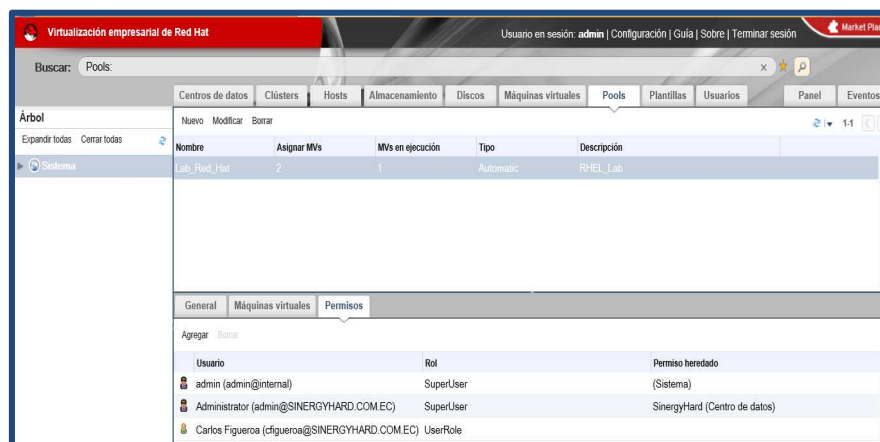 Virtualización empresarial de Red Hat
Usuario en sesión: admin | Configuración | Guía | Sobre | Terminar sesión
Market Plac
Buscar: Pools:
Centros de datos Clústers Hosts Almacenamiento Discos Máquinas virtuales Pools Plantillas Usuarios Panel Eventos
Árbol
Nuevo Modificar Borrar
1-1
Expandir todas Cerrar todas
Nombre Asignar MVs MVs en ejecución Tipo Descripción
Sistema
Lab_Red_Hat 2 1 Automatic RHEL_Lab
General Máquinas virtuales Permisos
Agregar Borrar
Usuario Rol Permiso heredado
admin (admin@internal) SuperUser (Sistema)
Administrator (admin@SINERGYHARD.COM.EC) SuperUser SinergyHard (Centro de datos)
Carlos Figueroa (cfigueroa@SINERGYHARD.COM.EC) UserRole